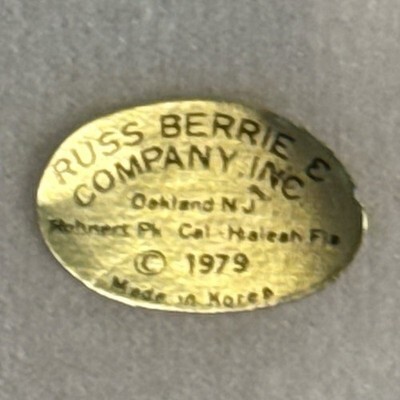 RUSS BERRIE &
COMPANY, INC.
Oakland N J
Rohnert Pk Cal - Hialeah Fla
© 1979
Made in Korea